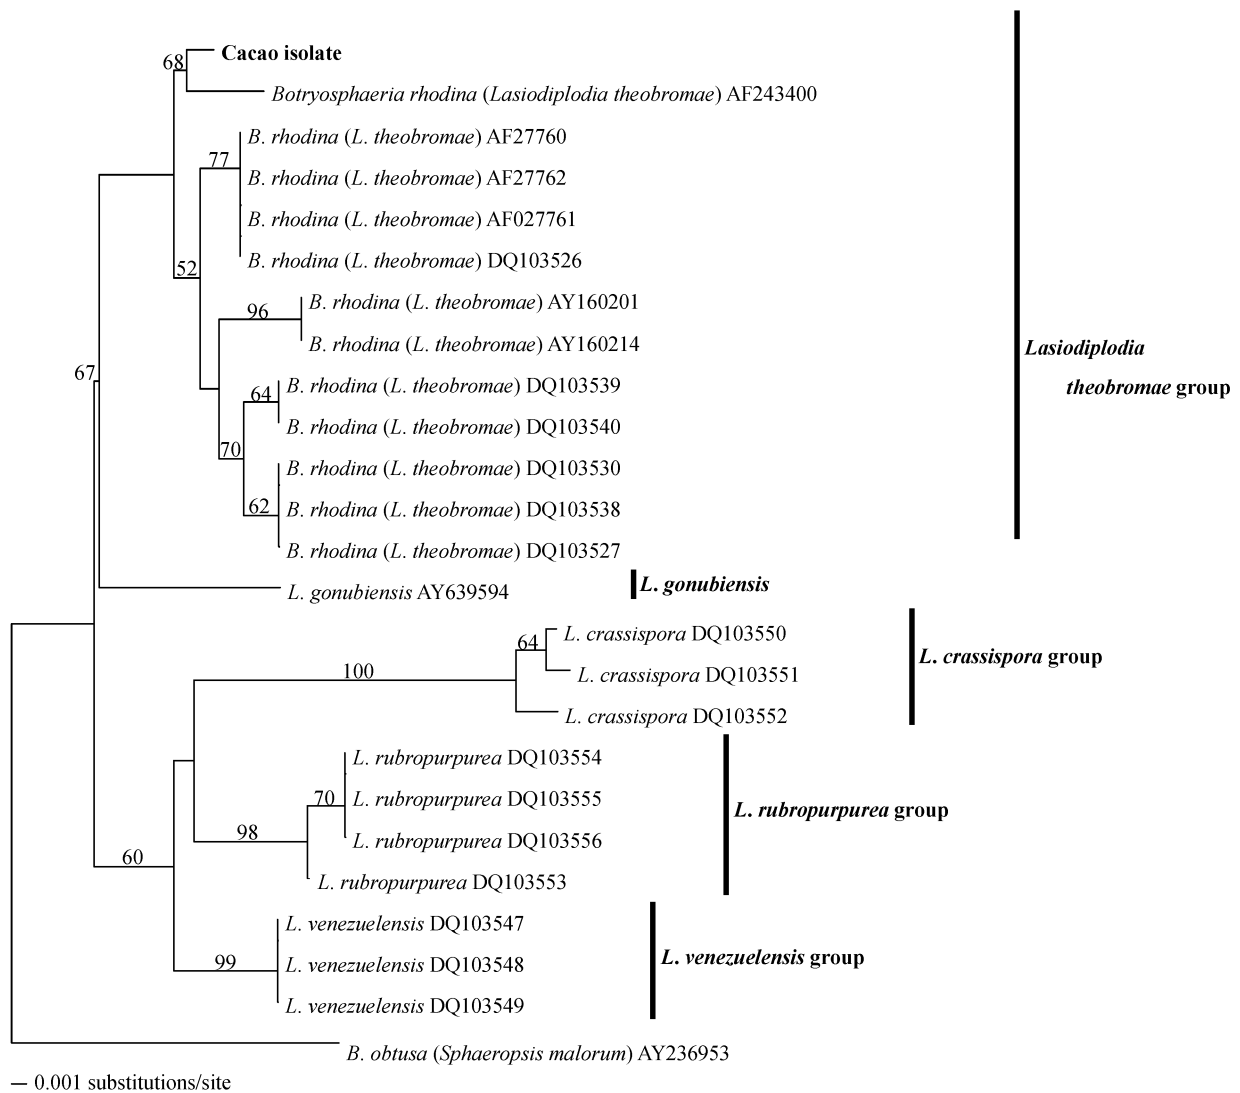 68
Cacao isolate
Botryosphaeria rhodina (Lasiodiplodia theobromae) AF243400
B. rhodina (L. theobromae) AF27760
77
B. rhodina (L. theobromae) AF27762
B. rhodina (L. theobromae) AF027761
B. rhodina (L. theobromae) DQ103526
52
B. rhodina (L. theobromae) AY160201
96
B. rhodina (L. theobromae) AY160214
Lasiodiplodia
theobromae group
67
B. rhodina (L. theobromae) DQ103539
64
B. rhodina (L. theobromae) DQ103540
70
B. rhodina (L. theobromae) DQ103530
B. rhodina (L. theobromae) DQ103538
62
B. rhodina (L. theobromae) DQ103527
L. gonubiensis AY639594
L. gonubiensis
L. crassispora DQ103550
64
L. crassispora group
100
L. crassispora DQ103551
L. crassispora DQ103552
L. rubropurpurea DQ103554
70
L. rubropurpurea DQ103555
L. rubropurpurea group
98
L. rubropurpurea DQ103556
60
L. rubropurpurea DQ103553
L. venezuelensis DQ103547
99
L. venezuelensis DQ103548
L. venezuelensis group
L. venezuelensis DQ103549
B. obtusa (Sphaeropsis malorum) AY236953
0.001 substitutions/site